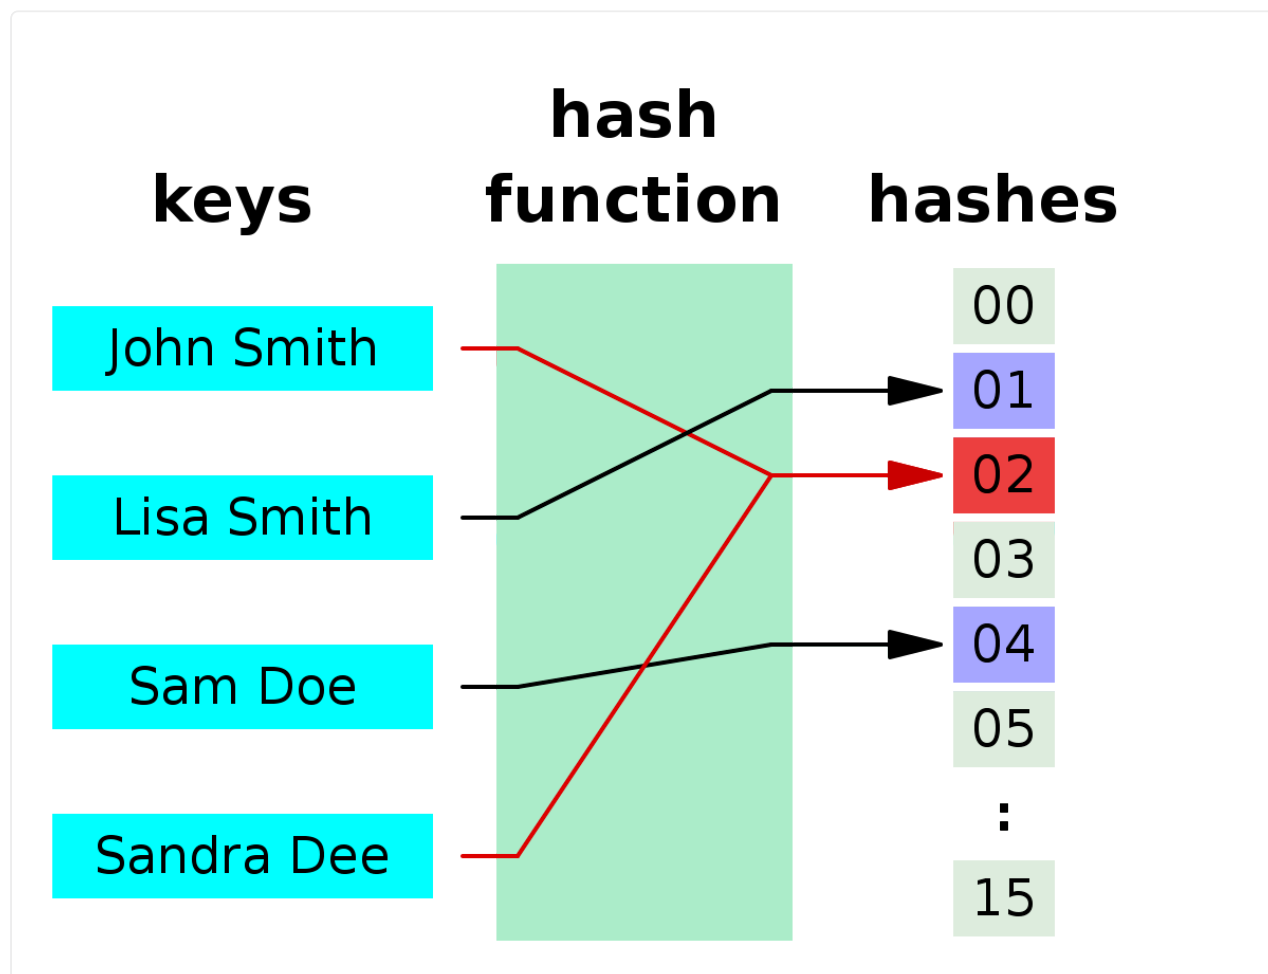 hash
keys function hashes
John Smith
Lisa Smith
Sam Doe
Sandra Dee
00
01
02
03
04
05
:
15